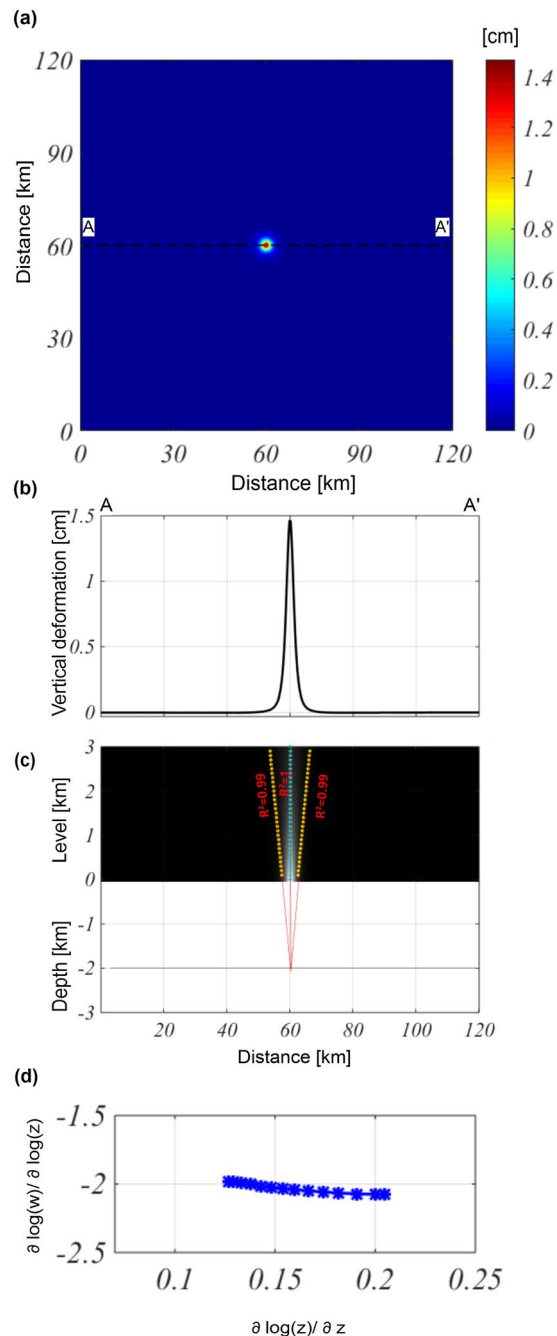 (a)
[cm]
120
90
60
30
0
Distance [km]
A
A'
0
30
60
90
120
Distance [km]
1.4
1.2
1
0.8
0.6
0.4
0.2
0
(b)
A
A'
1.5
1
0.5
0
Vertical deformation [cm]
(c)
3
2
1
0
Level [km]
R²=0.99
R²=1
R²=0.99
-1
-2
-3
Depth [km]
20
40
60
80
100
120
Distance [km]
(d)
-1.5
-2
-2.5
∂ log(w)/ ∂ log(z)
0.1
0.15
0.2
0.25
∂ log(z)/ ∂ z